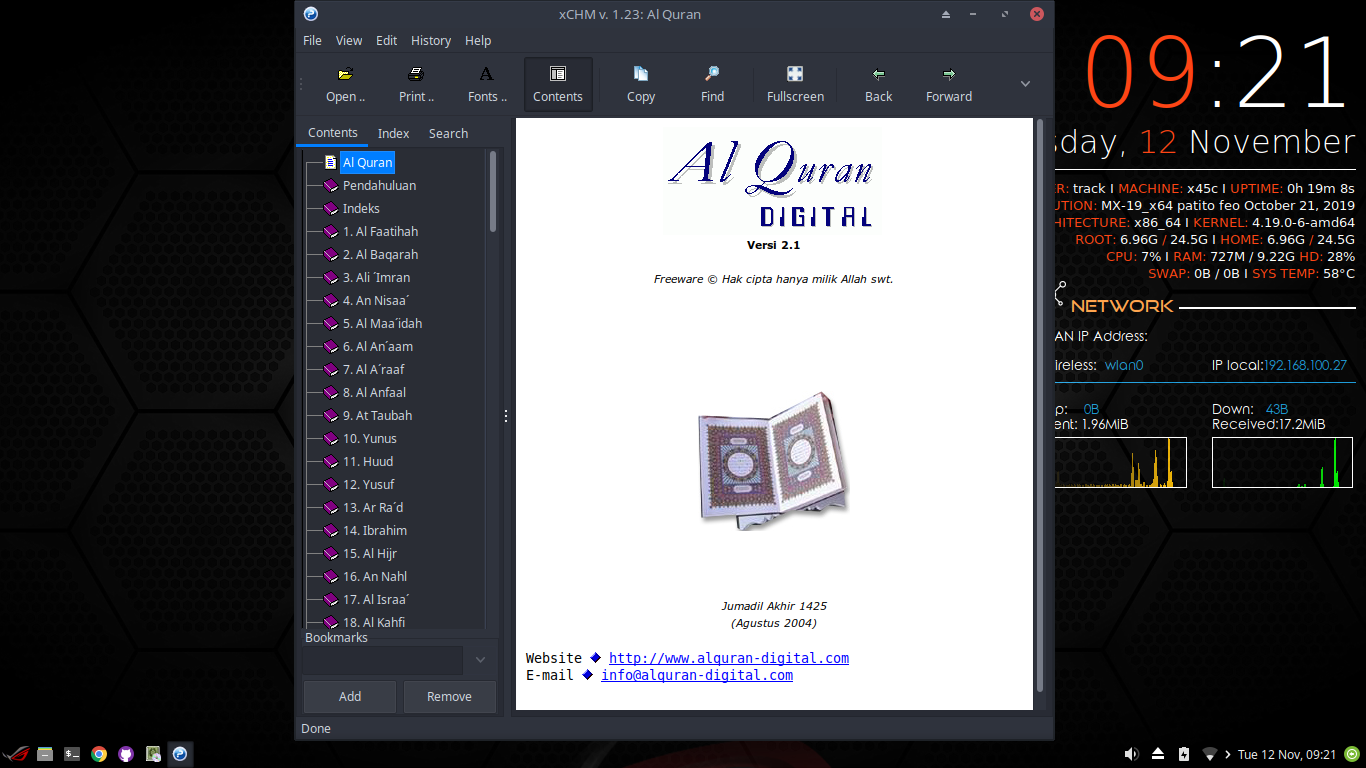 xCHM v. 1.23: Al Quran
File View Edit History Help
Open .. Print .. Fonts .. Contents Copy Find Fullscreen Back Forward
Contents Index Search
Al Quran
Pendahuluan
Indeks
1. Al Faatihah
2. Al Baqarah
3. Ali ´Imran
4. An Nisaa´
5. Al Maa´idah
6. Al An´aam
7. Al A´raaf
8. Al Anfaal
9. At Taubah
10. Yunus
11. Huud
12. Yusuf
13. Ar Ra´d
14. Ibrahim
15. Al Hijr
16. An Nahl
17. Al Israa´
18. Al Kahfi
Bookmarks
Add Remove
Done
Al Quran
DIGITAL
Versi 2.1
Freeware © Hak cipta hanya milik Allah swt.
Jumadil Akhir 1425
(Agustus 2004)
Website http://www.alquran-digital.com
E-mail info@alquran-digital.com
09:21
sday, 12 November
ER: track I MACHINE: x45c I UPTIME: 0h 19m 8s
UTION: MX-19_x64 patito feo October 21, 2019
HITECTURE: x86_64 I KERNEL: 4.19.0-6-amd64
ROOT: 6.96G / 24.5G I HOME: 6.96G / 24.5G
CPU: 7% I RAM: 727M / 9.22G HD: 28%
SWAP: 0B / 0B I SYS TEMP: 58°C
NETWORK
AN IP Address:
ireless: wlan0 IP local:192.168.100.27
p: 0B Down: 43B
ent: 1.96MiB Received:17.2MiB
Tue 12 Nov, 09:21